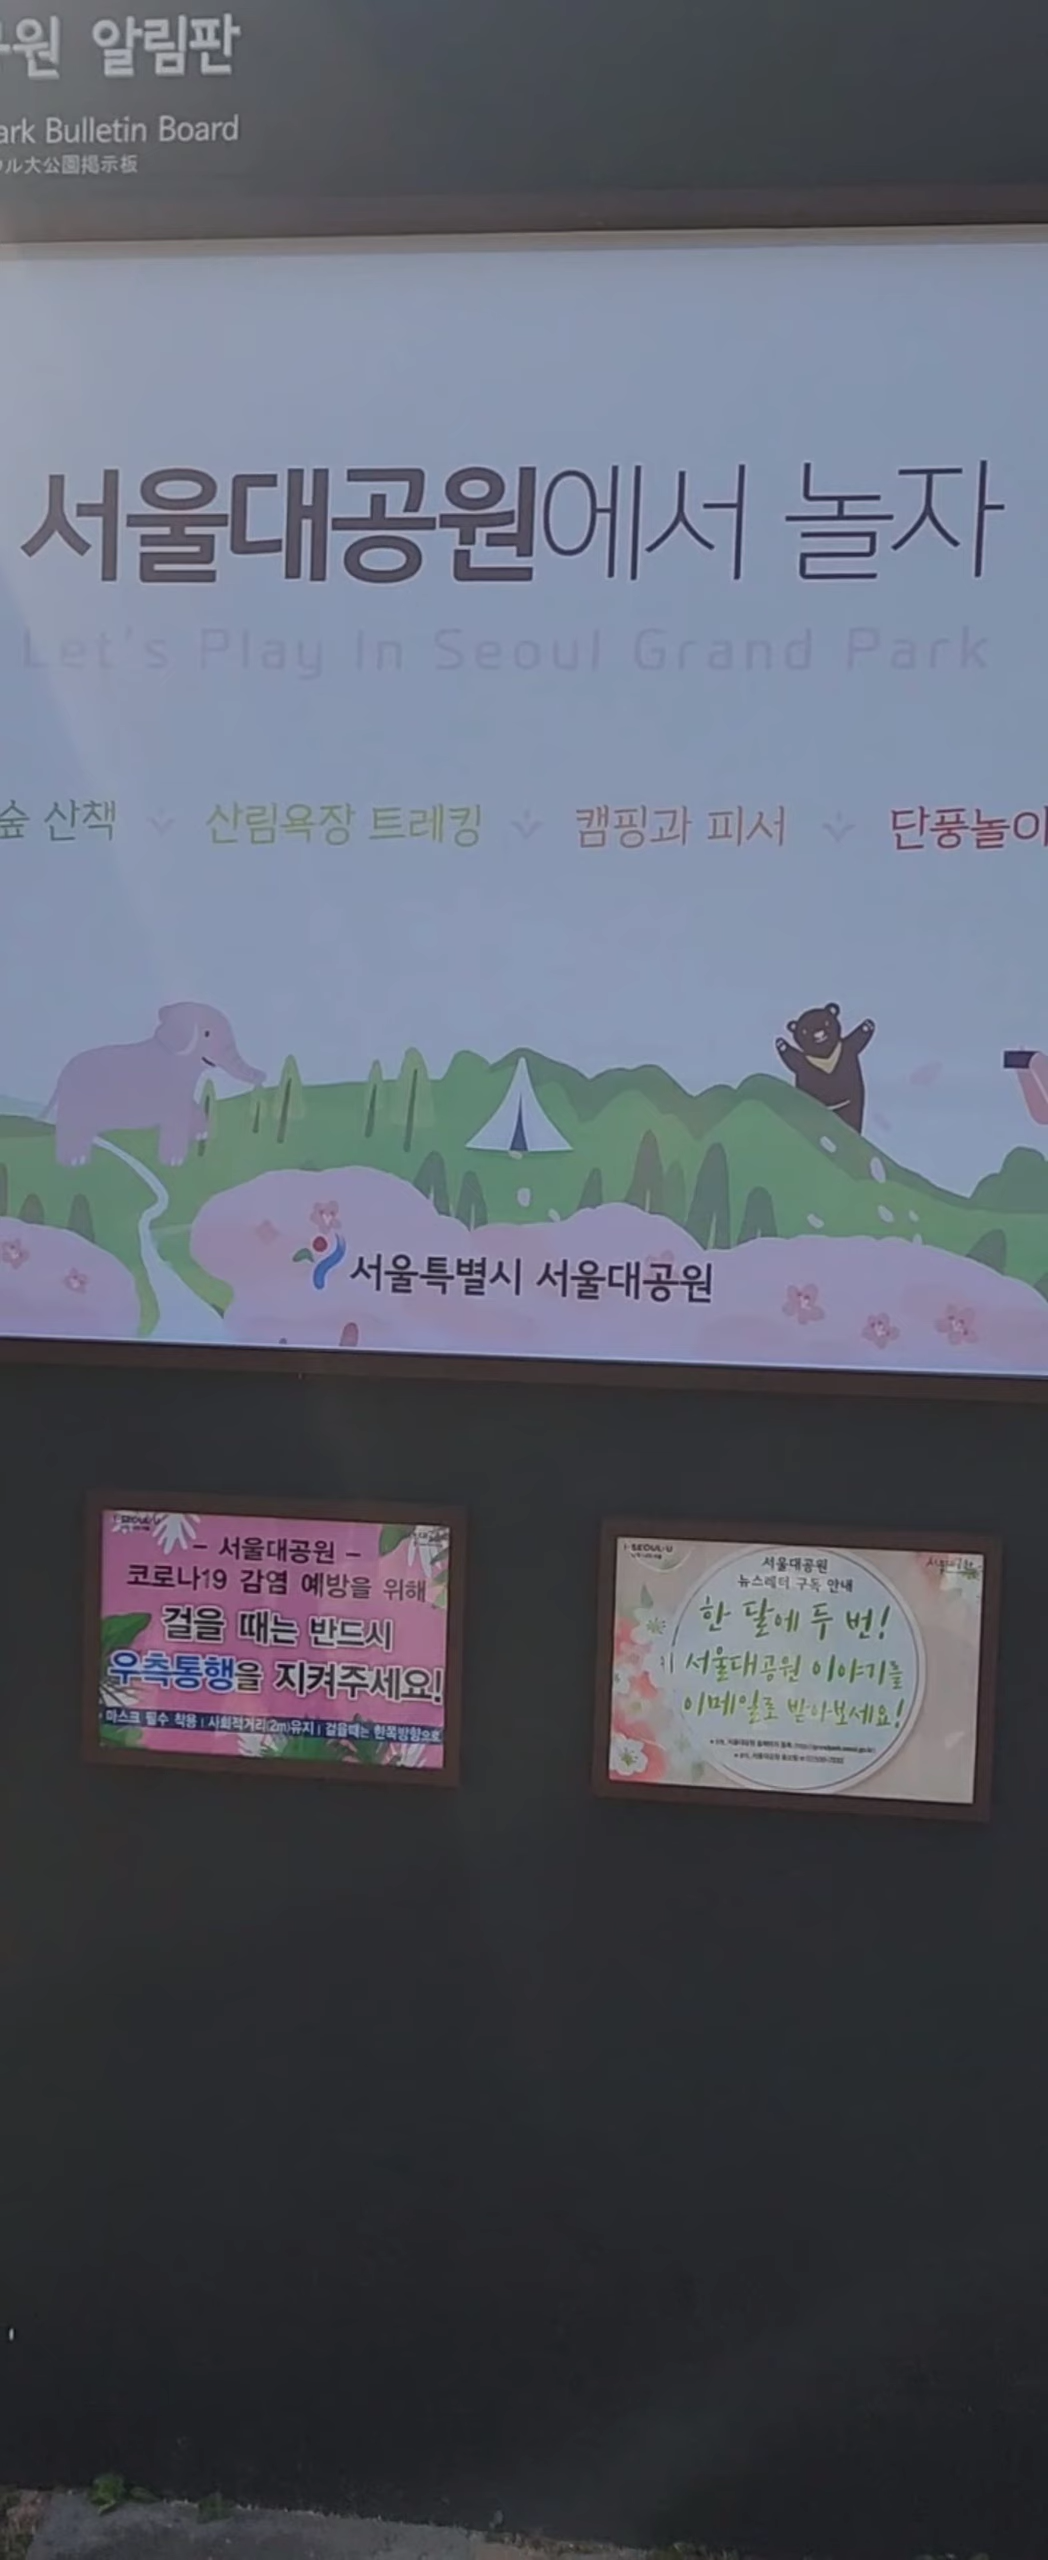 원 알림판
ark Bulletin Board
ル大公園掲示板
서울대공원에서 놀자
Let's Play In Seoul Grand Park
숲 산책 산림욕장 트레킹 캠핑과 피서 단풍놀이
서울특별시 서울대공원
I·SEOUL·U
- 서울대공원 -
코로나19 감염 예방을 위해
걸을 때는 반드시
우측통행을 지켜주세요!
마스크 필수 착용 | 사회적거리(2m)유지 | 걸을때는 한쪽방향으로
I·SEOUL·U
서울대공원
서울대공원
뉴스레터 구독 안내
한 달에 두 번!
서울대공원 이야기를
이메일로 받아보세요!